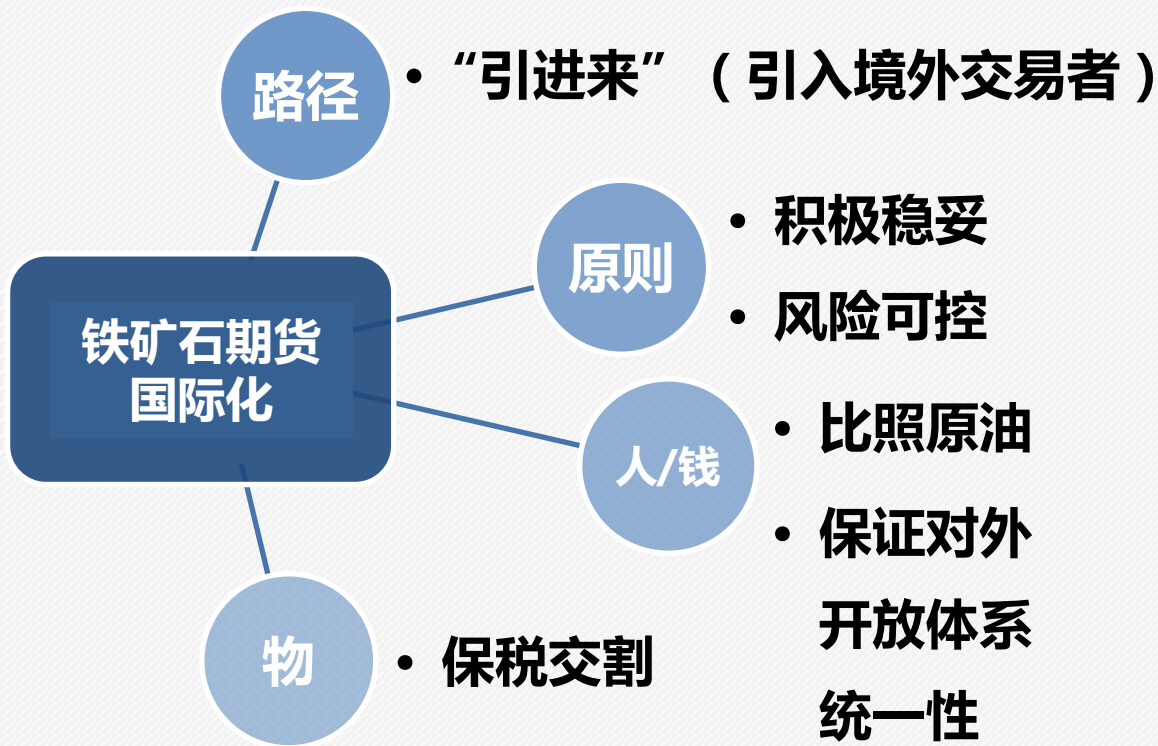 路径
• “引进来”（引入境外交易者）
原则
• 积极稳妥
• 风险可控
铁矿石期货
国际化
人/钱
• 比照原油
• 保证对外
开放体系
统一性
物
• 保税交割